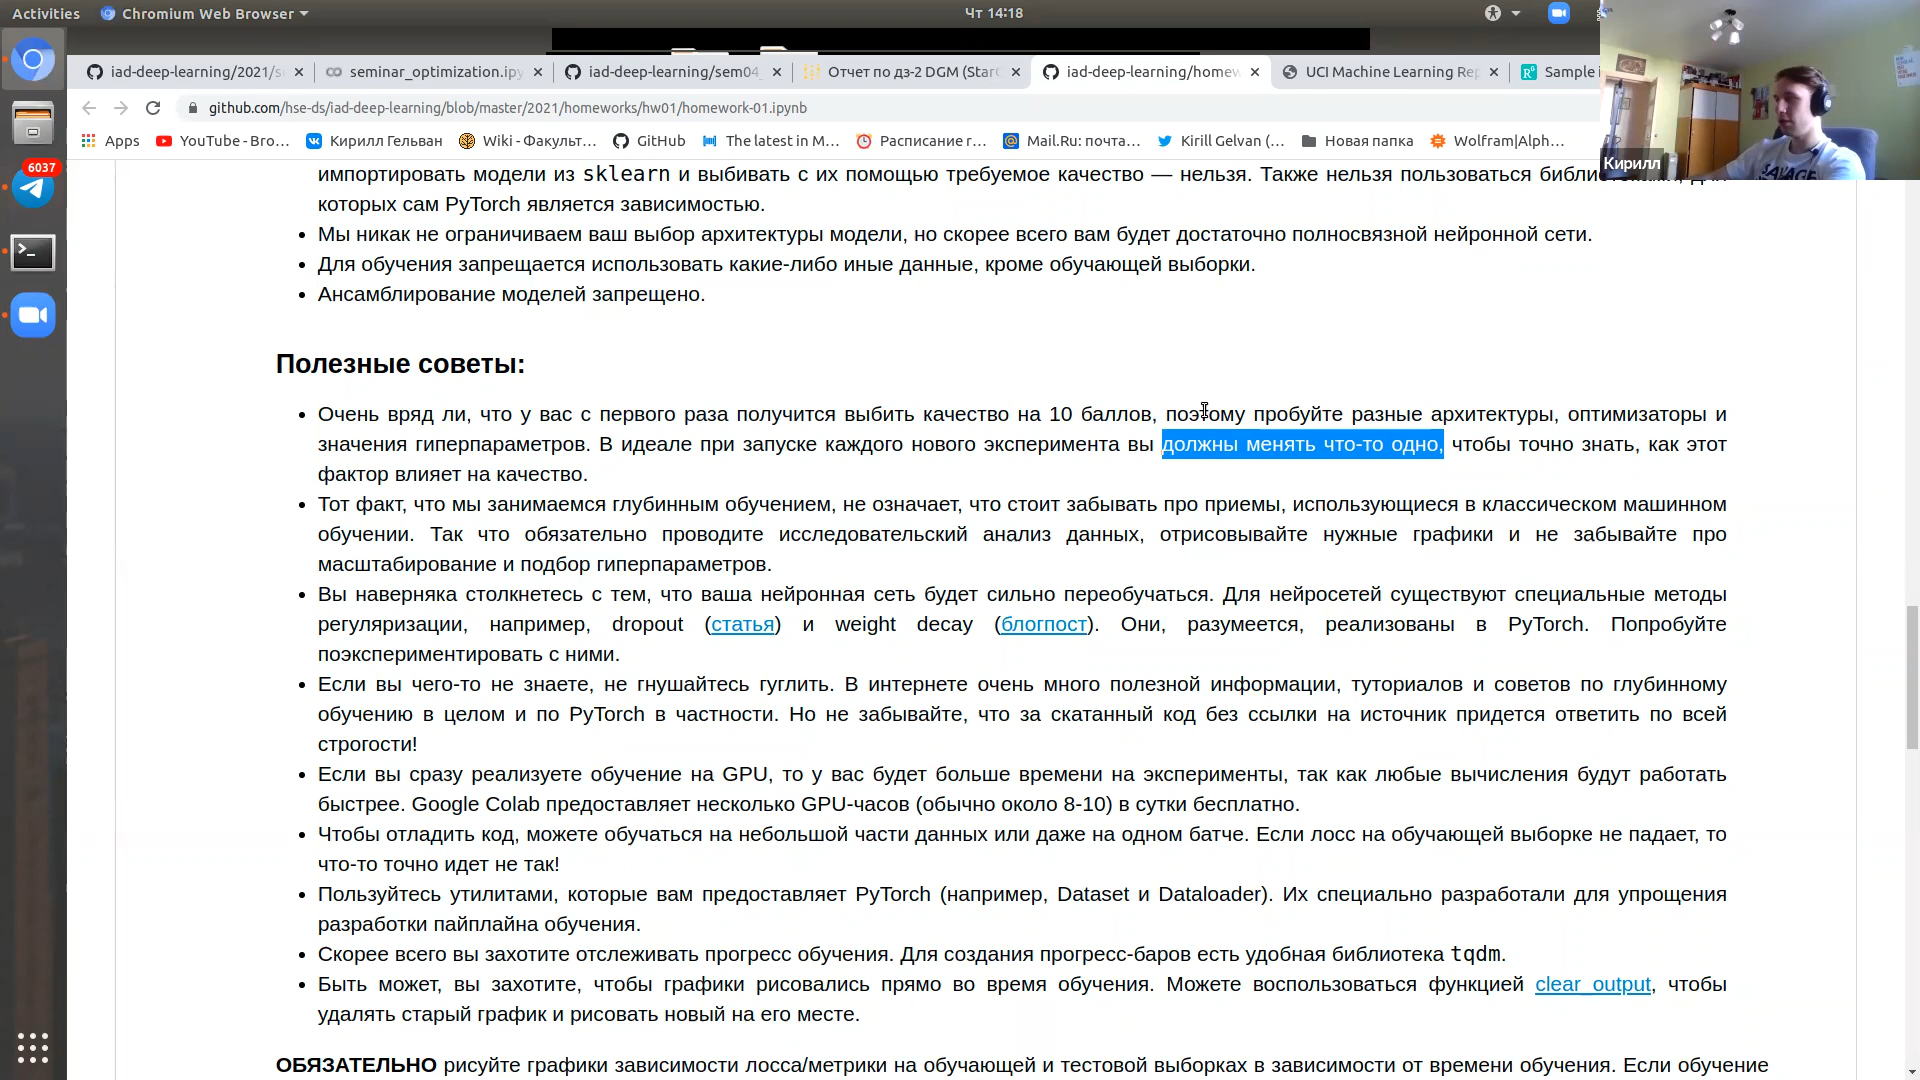 Activities
Chromium Web Browser
Чт 14:18
iad-deep-learning/2021/s
seminar_optimization.ipy
iad-deep-learning/sem04_
Отчет по дз-2 DGM (Star
iad-deep-learning/homew
UCI Machine Learning Re
Sample i
github.com/hse-ds/iad-deep-learning/blob/master/2021/homeworks/hw01/homework-01.ipynb
Apps
YouTube - Bro...
Кирилл Гельван
Wiki - Факульт...
GitHub
The latest in M...
Расписание г...
Mail.Ru: почта...
Kirill Gelvan (...
Новая папка
Wolfram|Alph...
Кирилл
6037
импортировать модели из sklearn и выбивать с их помощью требуемое качество — нельзя. Также нельзя пользоваться
которых сам PyTorch является зависимостью.
• Мы никак не ограничиваем ваш выбор архитектуры модели, но скорее всего вам будет достаточно полносвязной нейронной сети.
• Для обучения запрещается использовать какие-либо иные данные, кроме обучающей выборки.
• Ансамблирование моделей запрещено.
Полезные советы:
• Очень вряд ли, что у вас с первого раза получится выбить качество на 10 баллов, поэтому пробуйте разные архитектуры, оптимизаторы и
значения гиперпараметров. В идеале при запуске каждого нового эксперимента вы должны менять что-то одно, чтобы точно знать, как этот
фактор влияет на качество.
• Тот факт, что мы занимаемся глубинным обучением, не означает, что стоит забывать про приемы, использующиеся в классическом машинном
обучении. Так что обязательно проводите исследовательский анализ данных, отрисовывайте нужные графики и не забывайте про
масштабирование и подбор гиперпараметров.
• Вы наверняка столкнетесь с тем, что ваша нейронная сеть будет сильно переобучаться. Для нейросетей существуют специальные методы
регуляризации, например, dropout (статья) и weight decay (блогпост). Они, разумеется, реализованы в PyTorch. Попробуйте
поэкспериментировать с ними.
• Если вы чего-то не знаете, не гнушайтесь гуглить. В интернете очень много полезной информации, туториалов и советов по глубинному
обучению в целом и по PyTorch в частности. Но не забывайте, что за скатанный код без ссылки на источник придется ответить по всей
строгости!
• Если вы сразу реализуете обучение на GPU, то у вас будет больше времени на эксперименты, так как любые вычисления будут работать
быстрее. Google Colab предоставляет несколько GPU-часов (обычно около 8-10) в сутки бесплатно.
• Чтобы отладить код, можете обучаться на небольшой части данных или даже на одном батче. Если лосс на обучающей выборке не падает, то
что-то точно идет не так!
• Пользуйтесь утилитами, которые вам предоставляет PyTorch (например, Dataset и Dataloader). Их специально разработали для упрощения
разработки пайплайна обучения.
• Скорее всего вы захотите отслеживать прогресс обучения. Для создания прогресс-баров есть удобная библиотека tqdm.
• Быть может, вы захотите, чтобы графики рисовались прямо во время обучения. Можете воспользоваться функцией clear_output, чтобы
удалять старый график и рисовать новый на его месте.
ОБЯЗАТЕЛЬНО рисуйте графики зависимости лосса/метрики на обучающей и тестовой выборках в зависимости от времени обучения. Если обучение